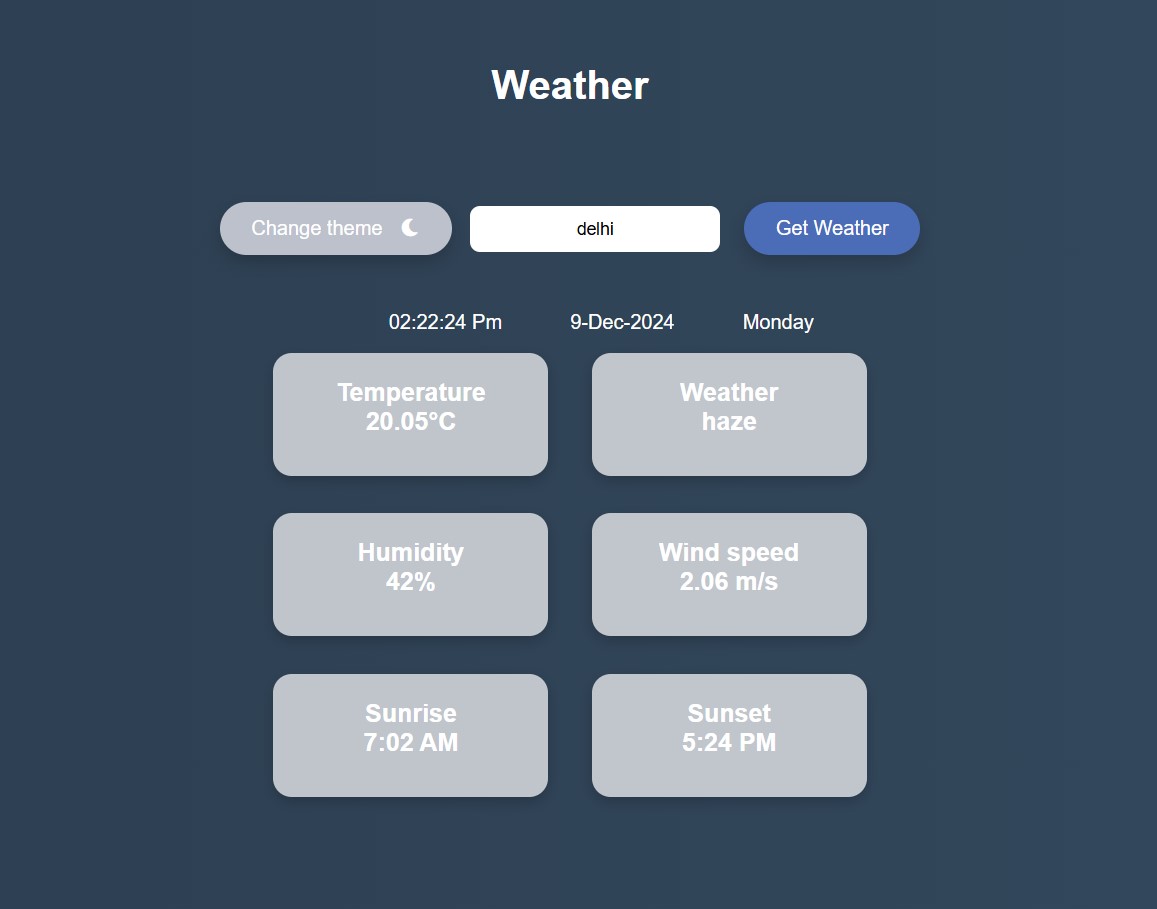 Weather
Change theme
delhi
Get Weather
02:22:24 Pm 9-Dec-2024 Monday
Temperature
20.05°C
Weather
haze
Humidity
42%
Wind speed
2.06 m/s
Sunrise
7:02 AM
Sunset
5:24 PM